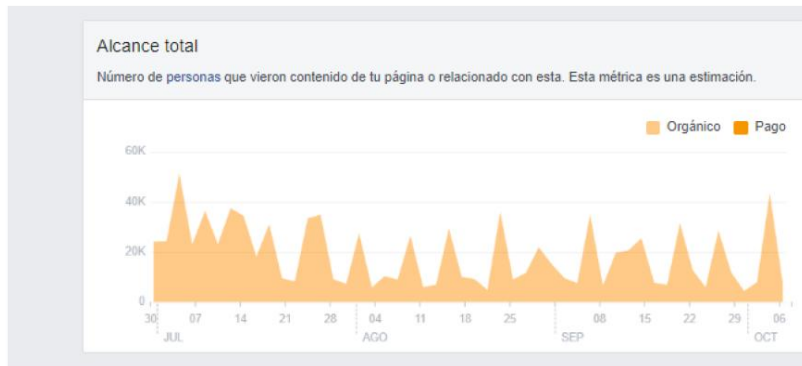 Alcance total
Número de personas que vieron contenido de tu página o relacionado con esta. Esta métrica es una estimación.
Orgánico Pago
60K
40K
20K
0
30 07 14 21 28 04 11 18 25 08 15 22 29 06
JUL AGO SEP OCT